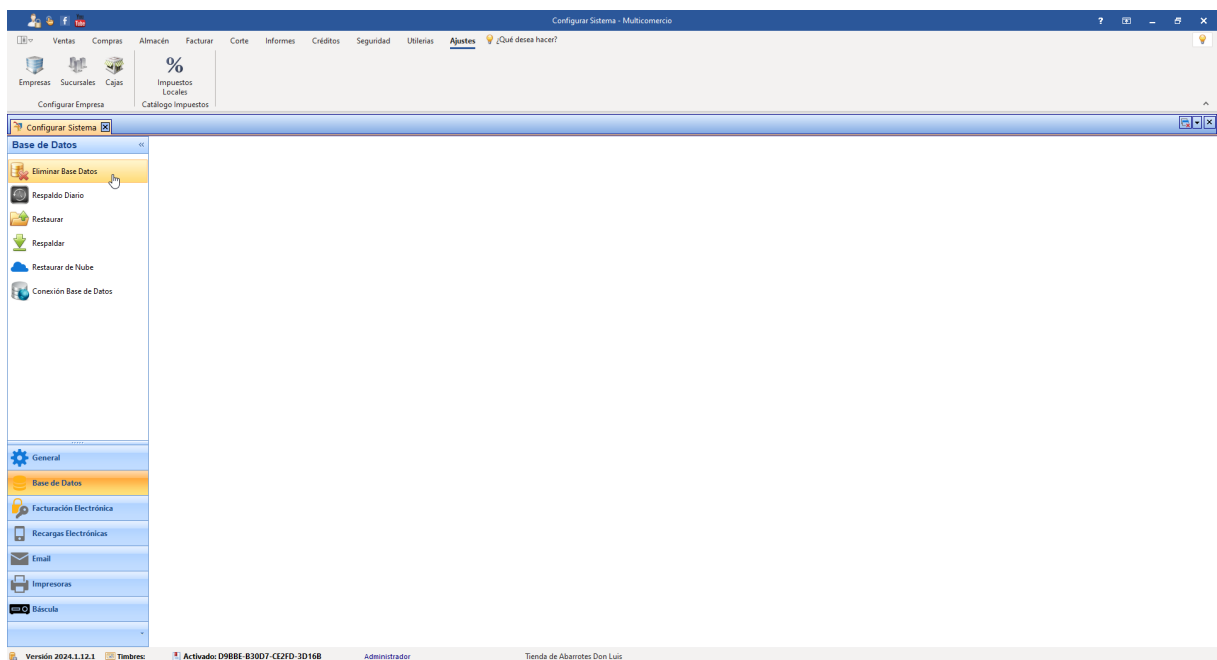 You Tube
Configurar Sistema - Multicomercio
Ventas Compras Almacén Facturar Corte Informes Créditos Seguridad Utilerias Ajustes ¿Qué desea hacer?
Empresas Sucursales Cajas
Impuestos
Locales
Configurar Empresa
Catálogo Impuestos
Configurar Sistema
Base de Datos
Eliminar Base Datos
Respaldo Diario
Restaurar
Respaldar
Restaurar de Nube
Conexión Base de Datos
General
Base de Datos
Facturación Electrónica
Recargas Electrónicas
Email
Impresoras
Báscula
Versión 2024.1.12.1 Timbres: Activado: D9BBE-B30D7-CE2FD-3D16B Administrador Tienda de Abarrotes Don Luis